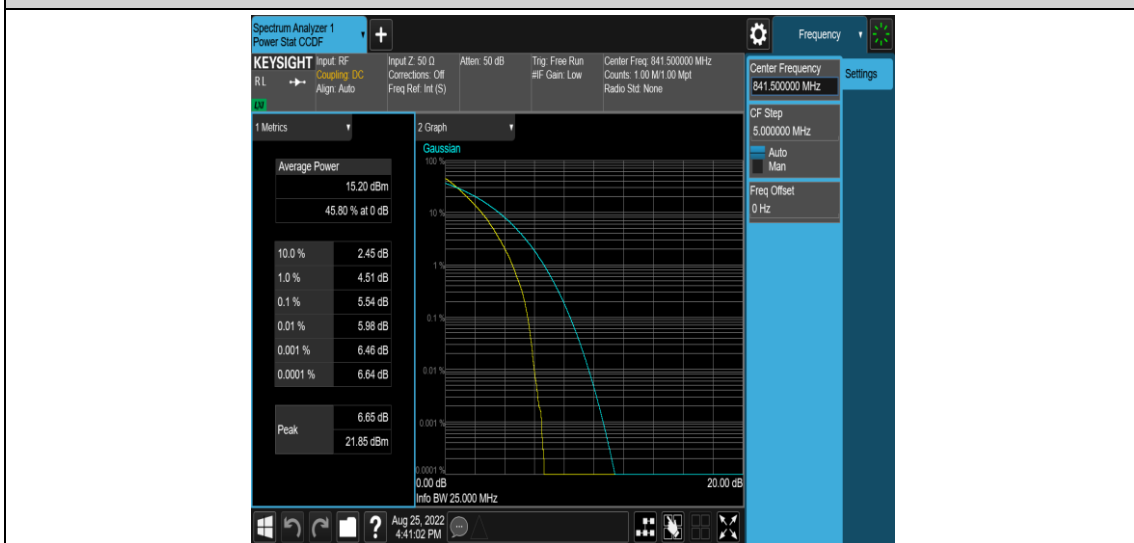 Spectrum Analyzer 1
Power Stat CCDF
+
Frequency
KEYSIGHT
Input: RF
Coupling: DC
Align: Auto
Input Z: 50 Ω
Corrections: Off
Freq Ref: Int (S)
Atten: 50 dB
Trig: Free Run
#IF Gain: Low
Center Freq: 841.500000 MHz
Counts: 1.00 M/1.00 Mpt
Radio Std: None
RL
LXI
Center Frequency
841.500000 MHz
Settings
CF Step
5.000000 MHz
Auto
Man
Freq Offset
0 Hz
1 Metrics
Average Power
15.20 dBm
45.80 % at 0 dB
10.0 % 2.45 dB
1.0 % 4.51 dB
0.1 % 5.54 dB
0.01 % 5.98 dB
0.001 % 6.46 dB
0.0001 % 6.64 dB
Peak
6.65 dB
21.85 dBm
2 Graph
Gaussian
100 %
10 %
1 %
0.1 %
0.01 %
0.001 %
0.0001 %
0.00 dB 20.00 dB
Info BW 25.000 MHz
?
Aug 25, 2022
4:41:02 PM